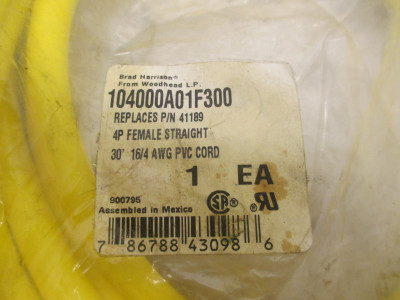 Brad Harrison®
From Woodhead L.P.
104000A01F300
REPLACES P/N 41189
4P FEMALE STRAIGHT
30' 16/4 AWG PVC CORD
1 EA
900795
Assembled in Mexico
7 86788 43098 6